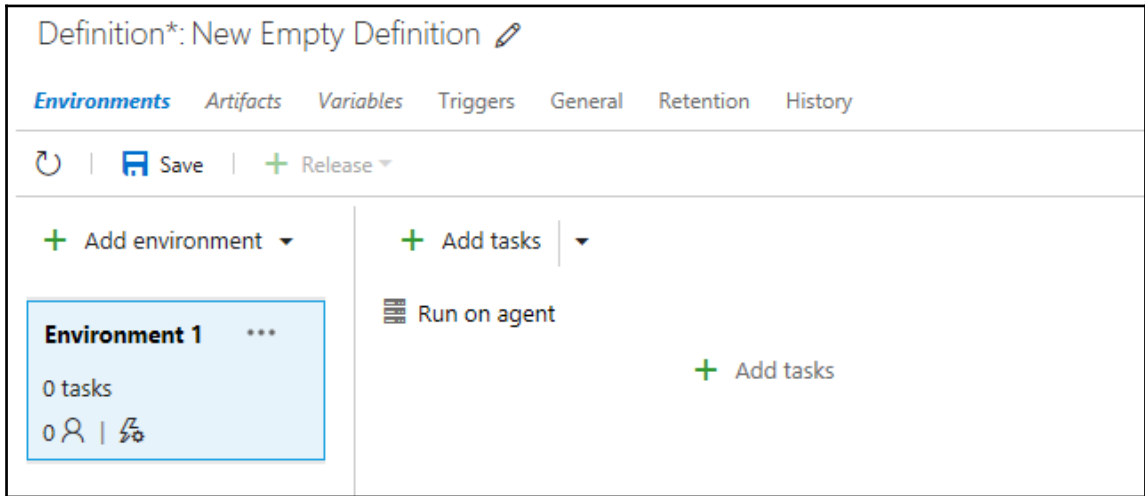 Definition*: New Empty Definition
Environments Artifacts Variables Triggers General Retention History
Save | + Release
+ Add environment
+ Add tasks
Environment 1 ...
0 tasks
0 |
Run on agent
+ Add tasks